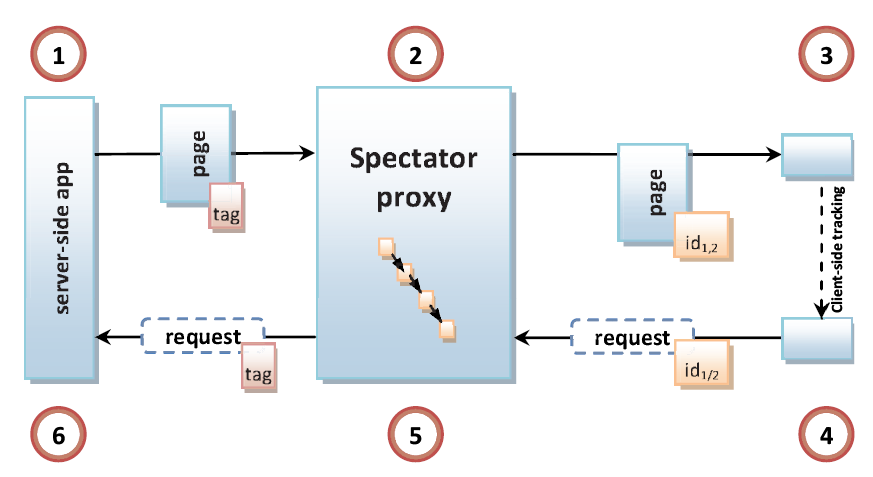 1
2
3
server-side app
page
tag
Spectator
proxy
page
id1,2
Client-side tracking
request
tag
request
id1/2
6
5
4